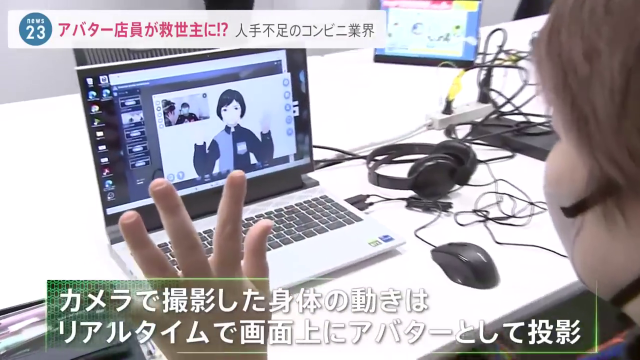 news
23
アバター店員が救世主に!? 人手不足のコンビニ業界
カメラで撮影した身体の動きは
リアルタイムで画面上にアバターとして投影